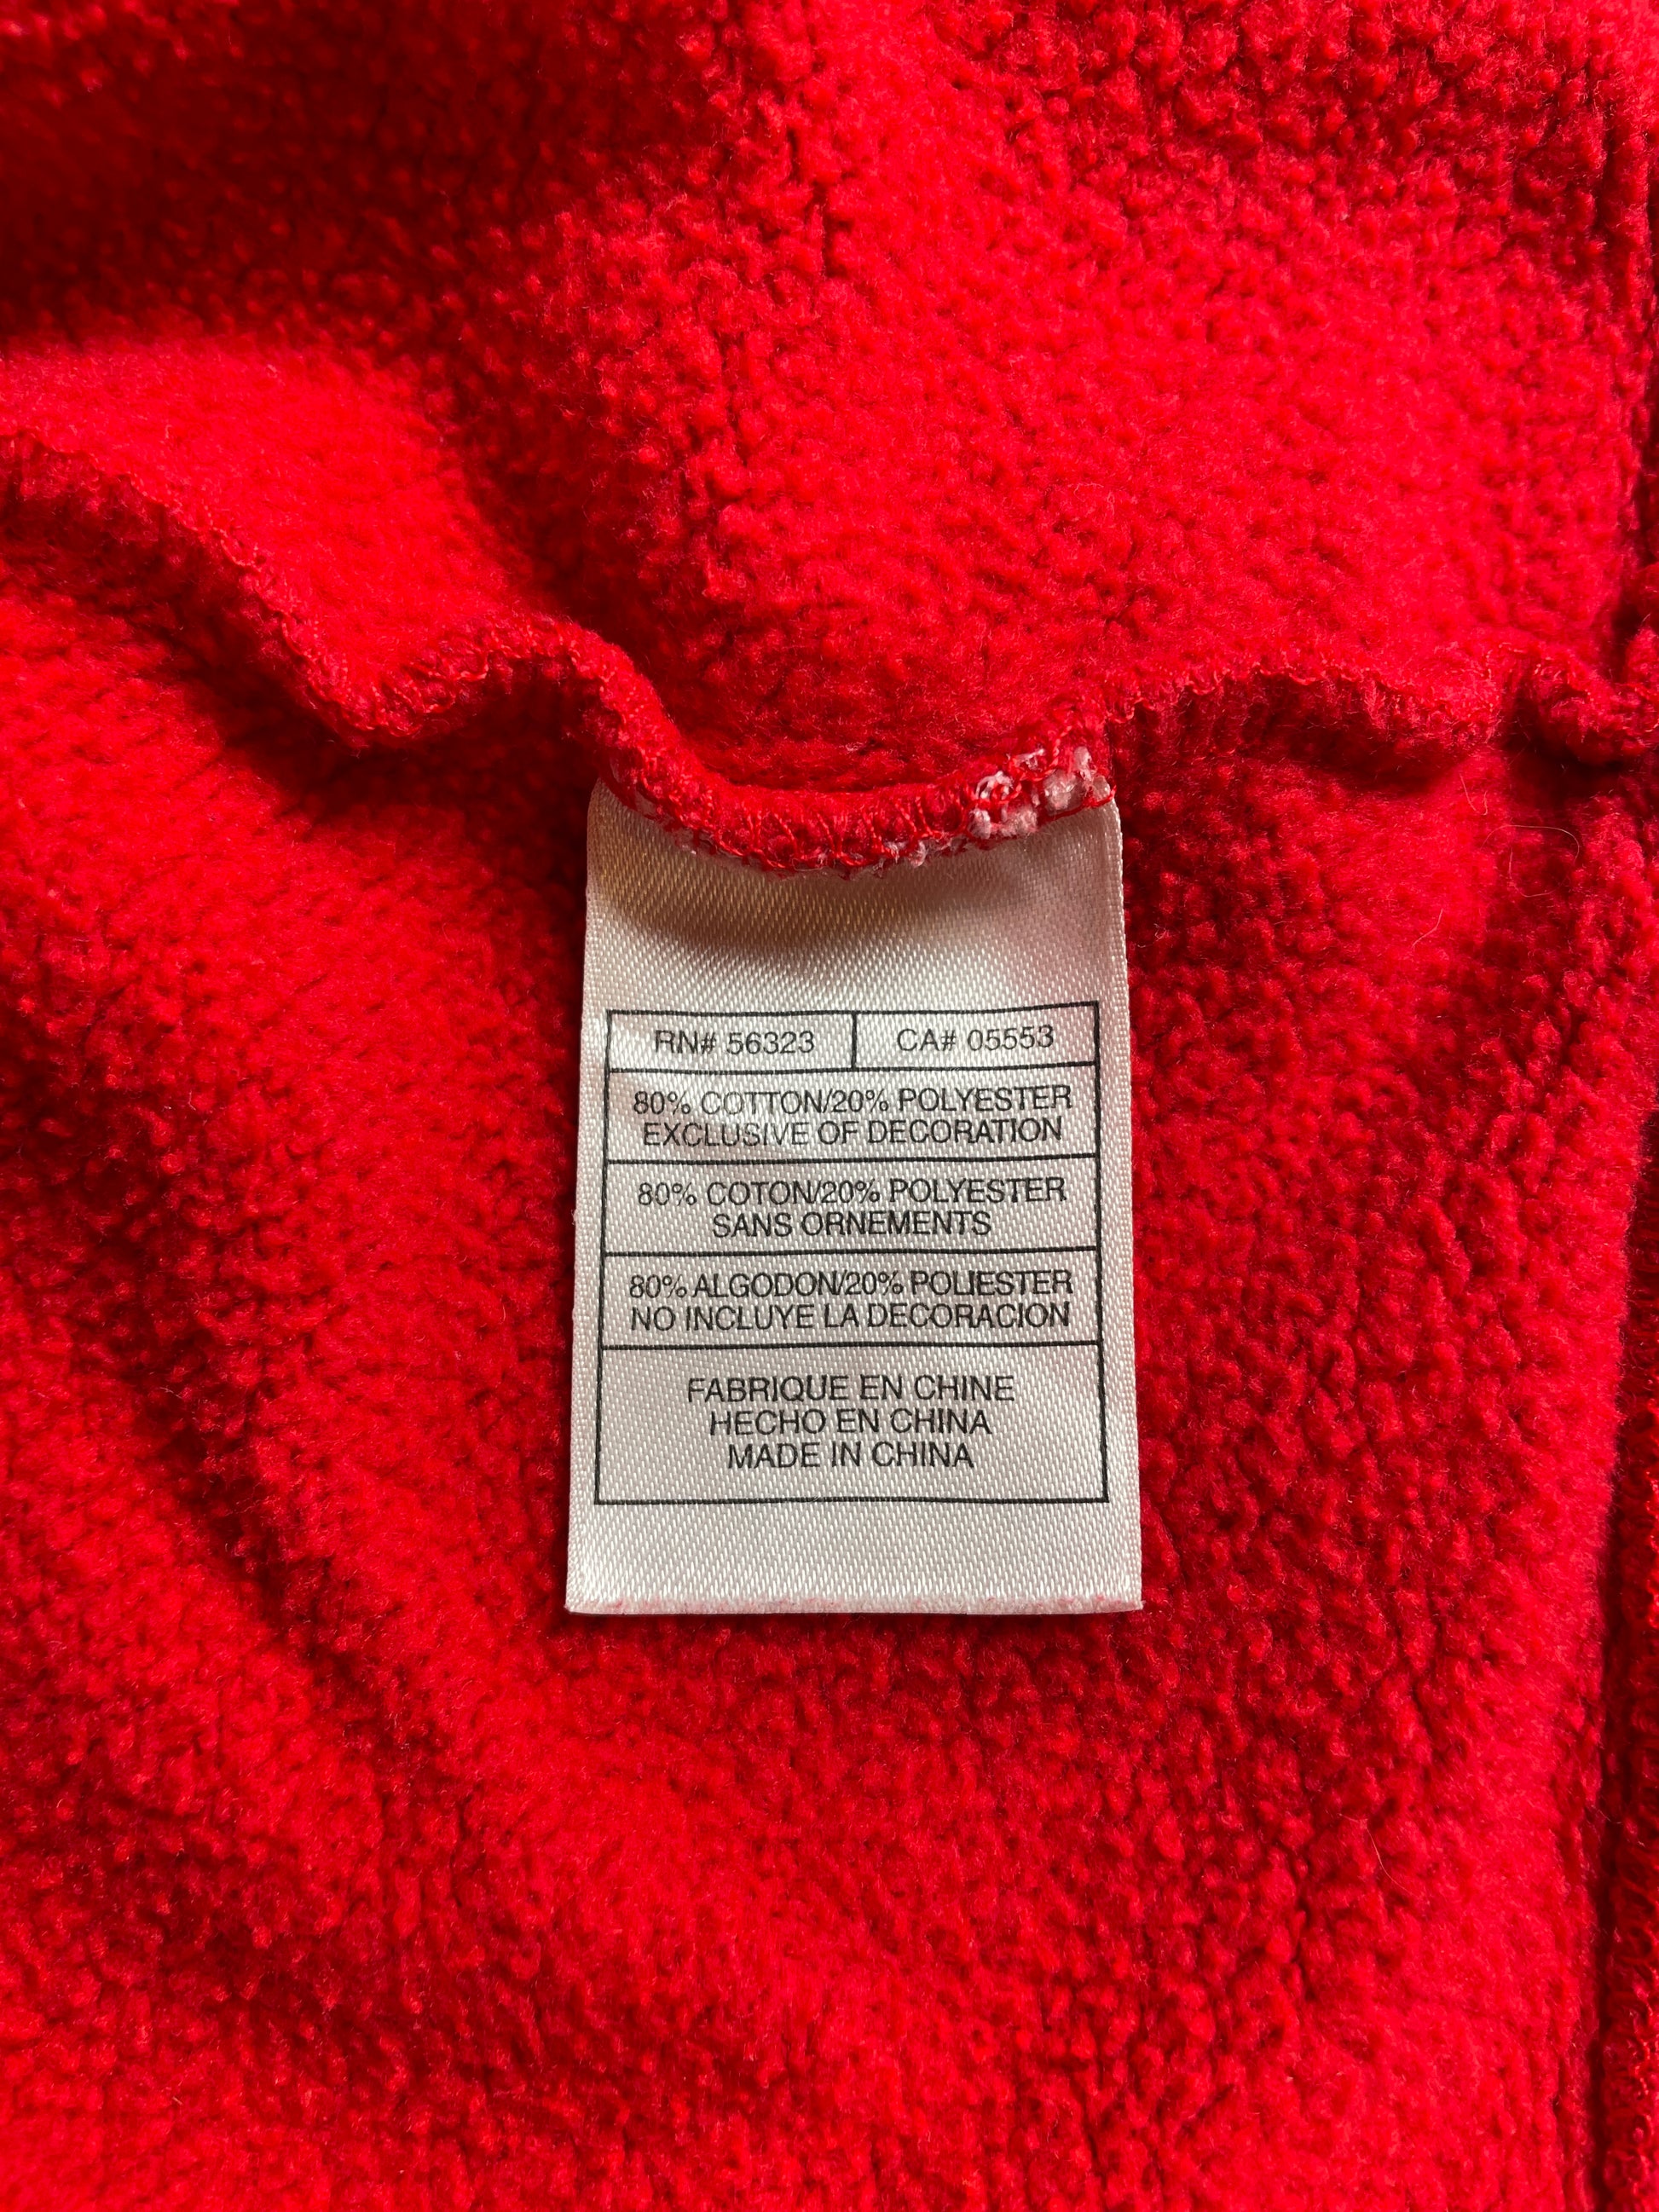 RN# 56323 CA# 05553
80% COTTON/20% POLYESTER
EXCLUSIVE OF DECORATION
80% COTON/20% POLYESTER
SANS ORNEMENTS
80% ALGODON/20% POLIESTER
NO INCLUYE LA DECORACION
FABRIQUE EN CHINE
HECHO EN CHINA
MADE IN CHINA